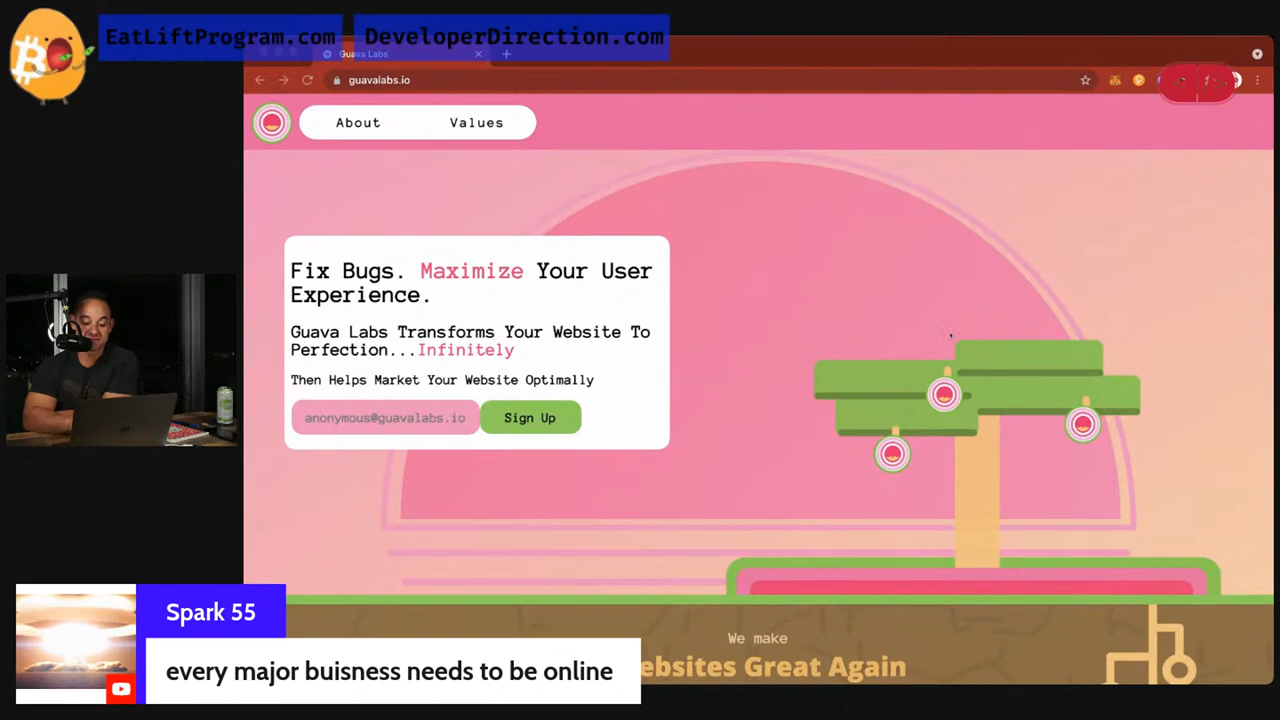 EatLiftProgram.com
DeveloperDirection.com
Guava Labs
guavalabs.io
About
Values
Fix Bugs. Maximize Your User
Experience.
Guava Labs Transforms Your Website To
Perfection...Infinitely
Then Helps Market Your Website Optimally
anonymous@guavalabs.io
Sign Up
We make
ebsites Great Again
Spark 55
every major buisness needs to be online